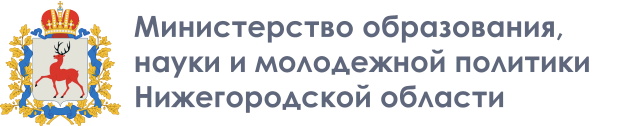 Министерство образования,
науки и молодежной политики
Нижегородской области